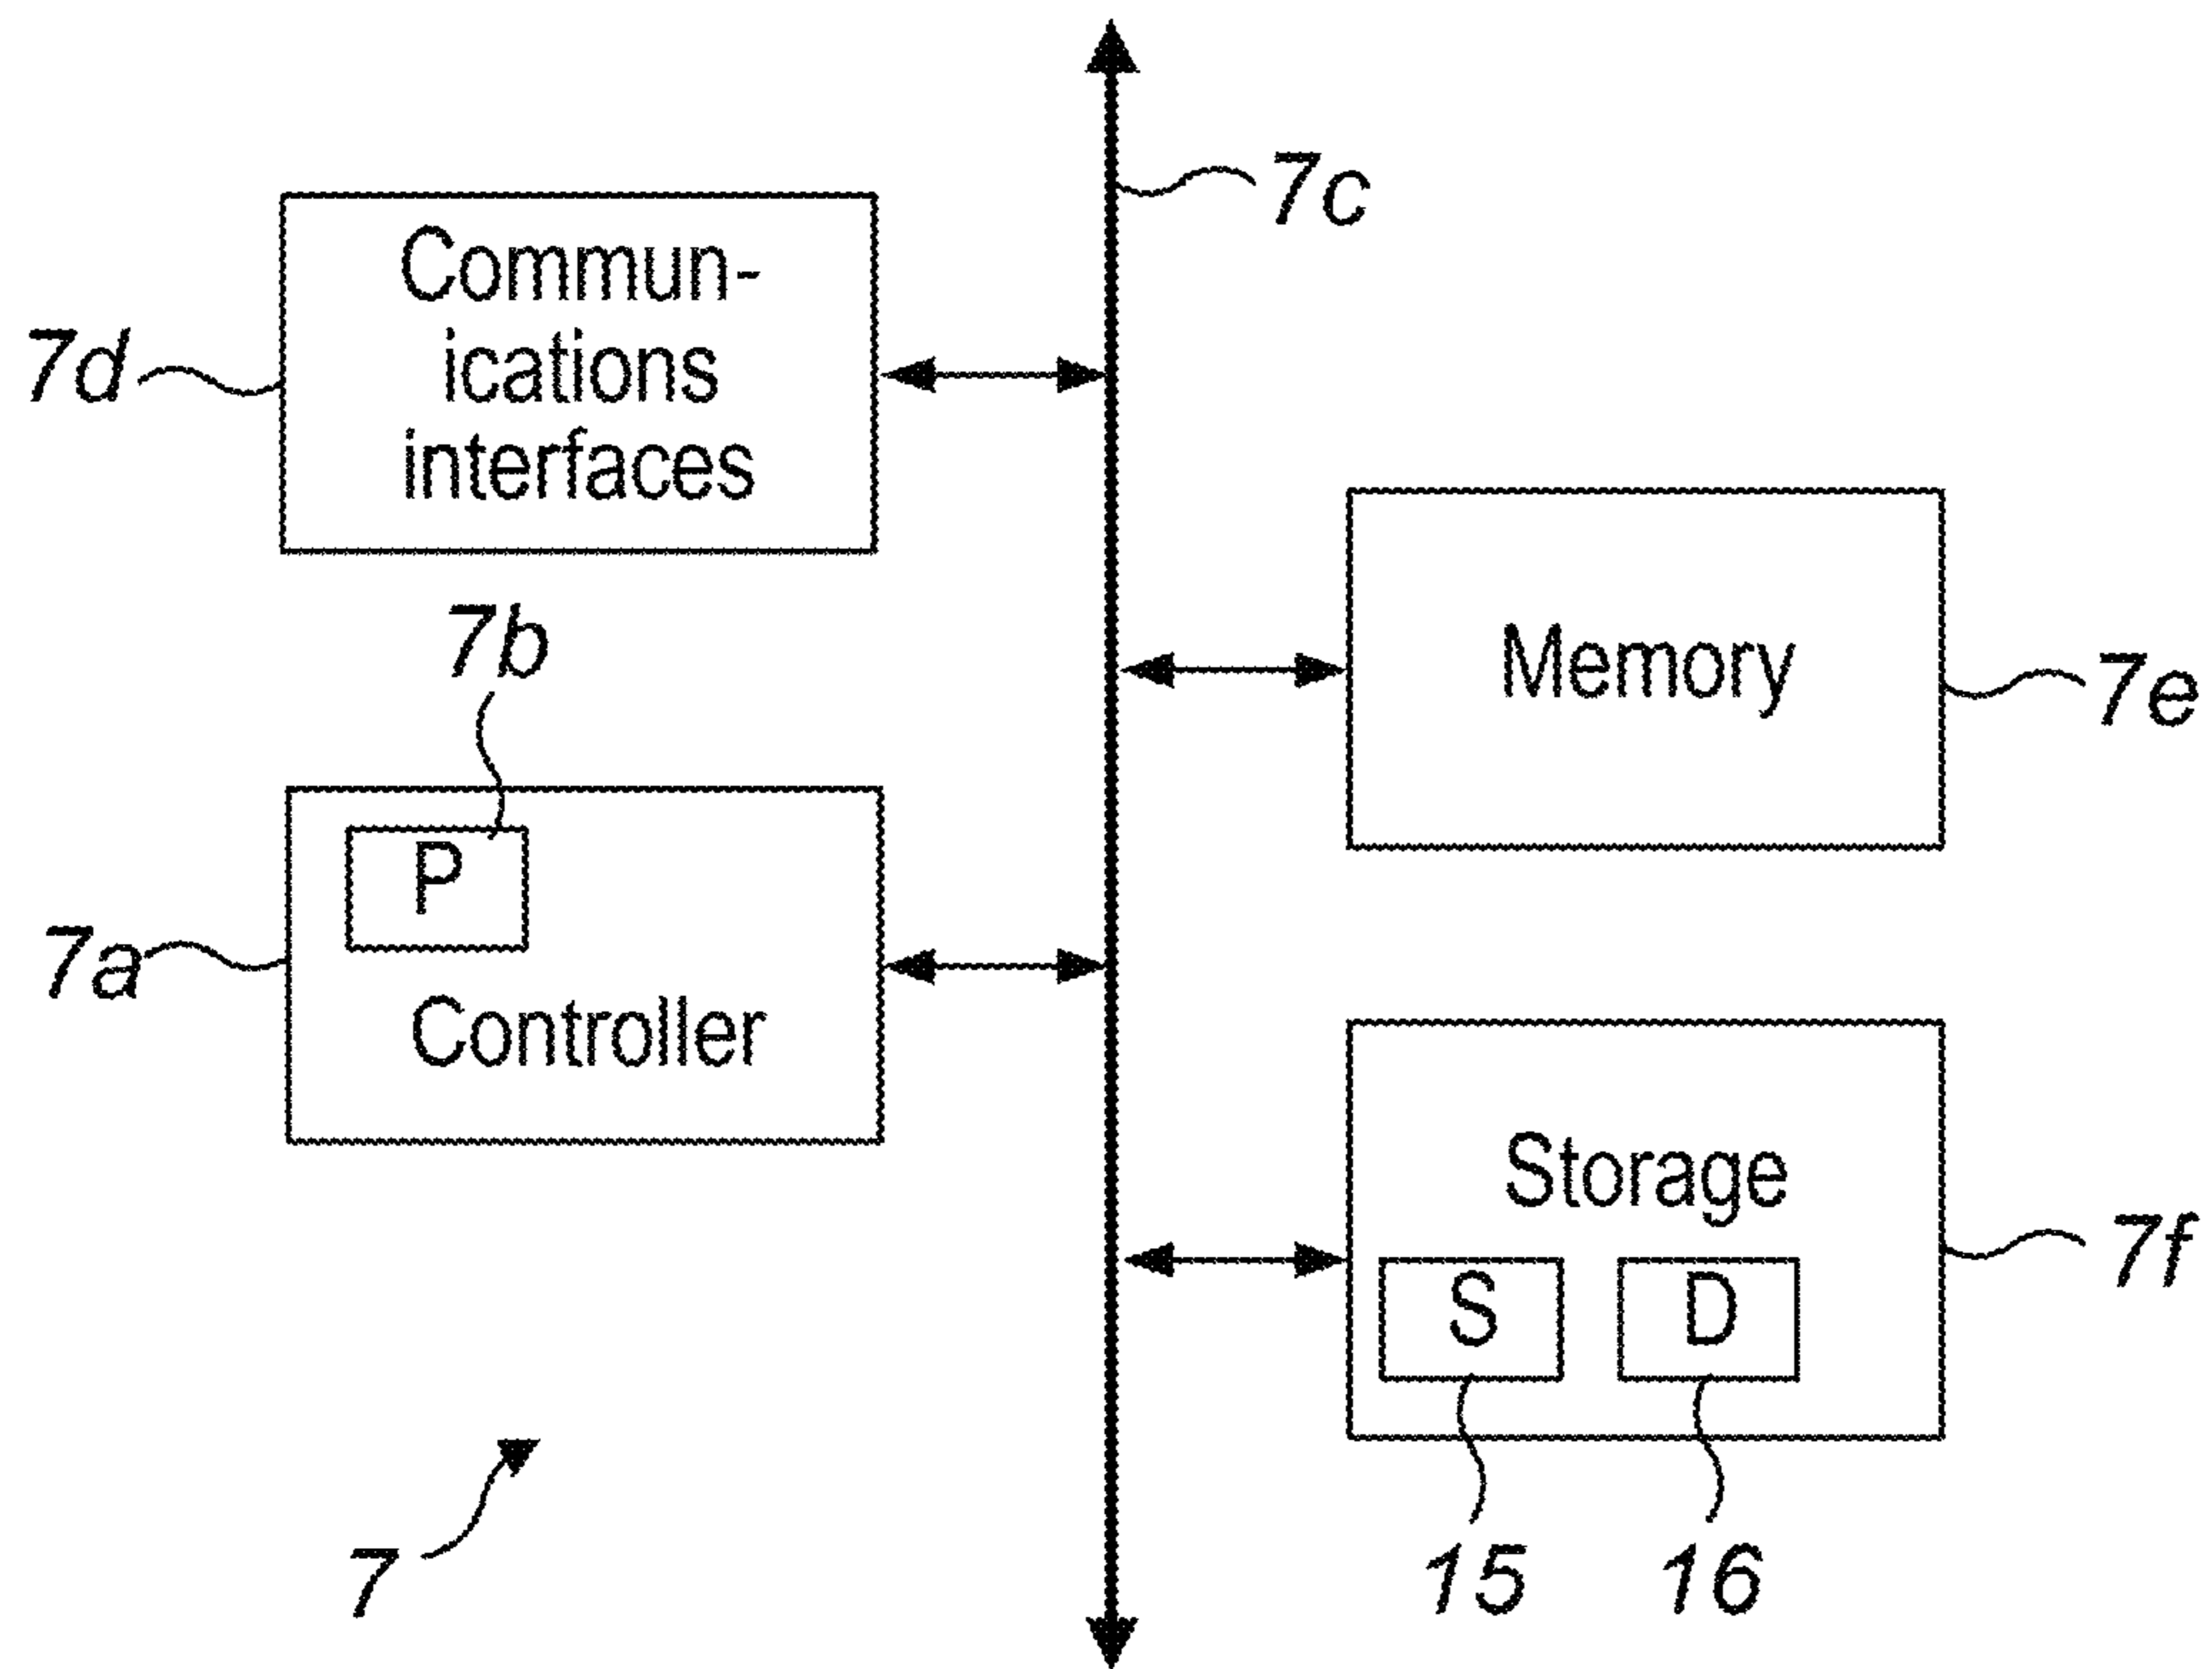 7c
Commun-
ications
interfaces
7d
7b
Memory
7e
P
7a
Controller
Storage
7f
S D
7
15 16